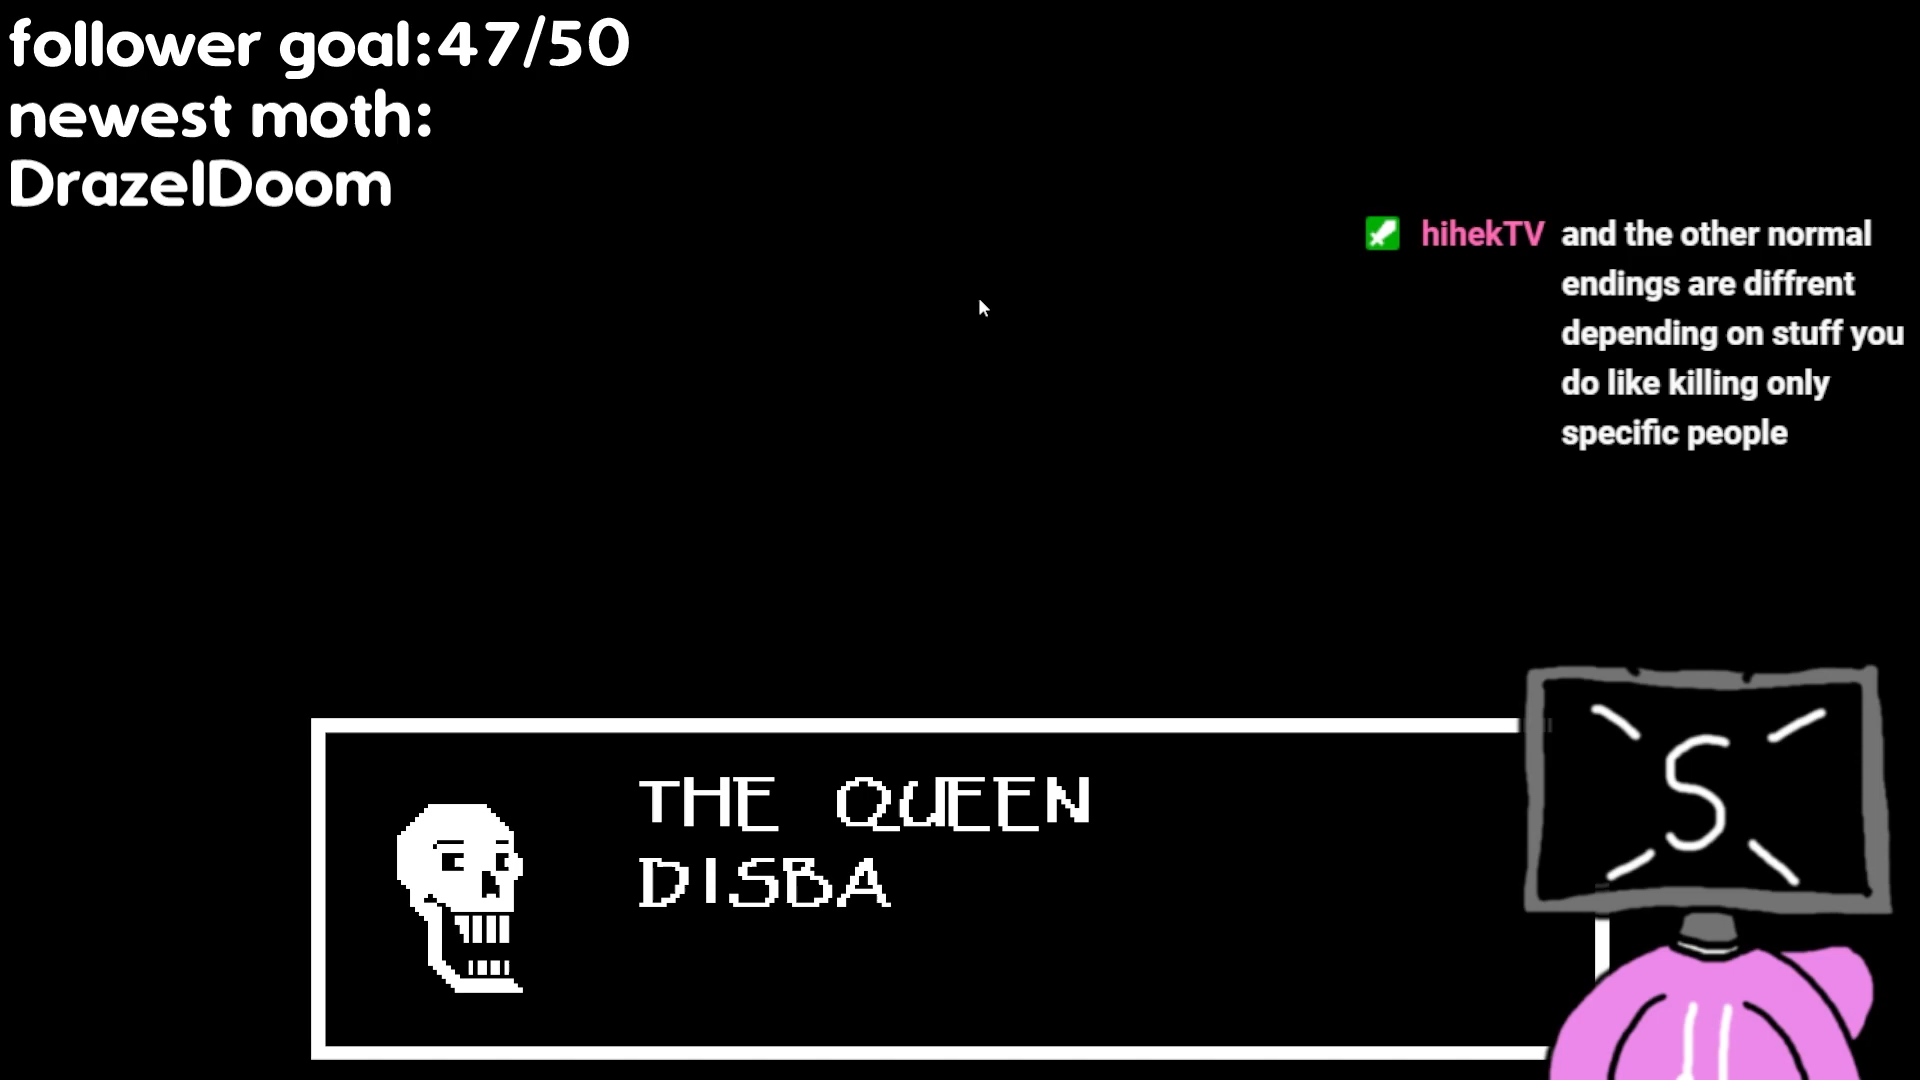 follower goal:47/50
newest moth:
DrazelDoom
hihekTV and the other normal
endings are diffrent
depending on stuff you
do like killing only
specific people
THE QUEEN
DISBA
S